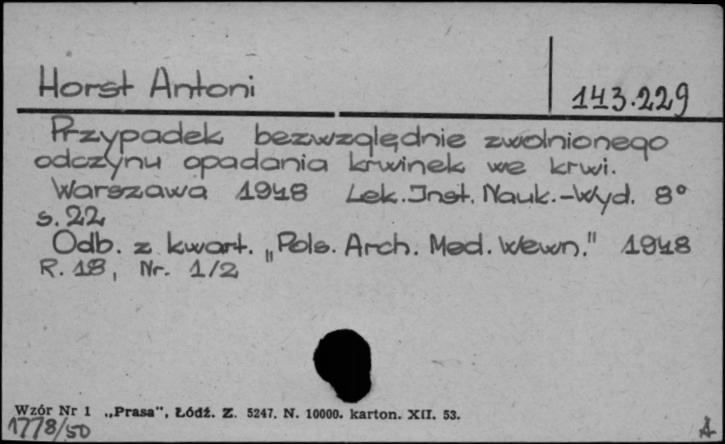 Horst Antoni
143.229
Przypadek bezwzględnie zwolnionego
odczynu opadania krwinek we krwi.
Warszawa 1948 Lek.Inst.Nauk.-Wyd. 8°
s.22
Odb. z kwart. „Pols. Arch. Med. Wewn." 1948
R. 18, Nr. 1/2
Wzór Nr 1 „Prasa", Łódź. Z. 5247. N. 10000. karton. XII. 53.
1778/50
A